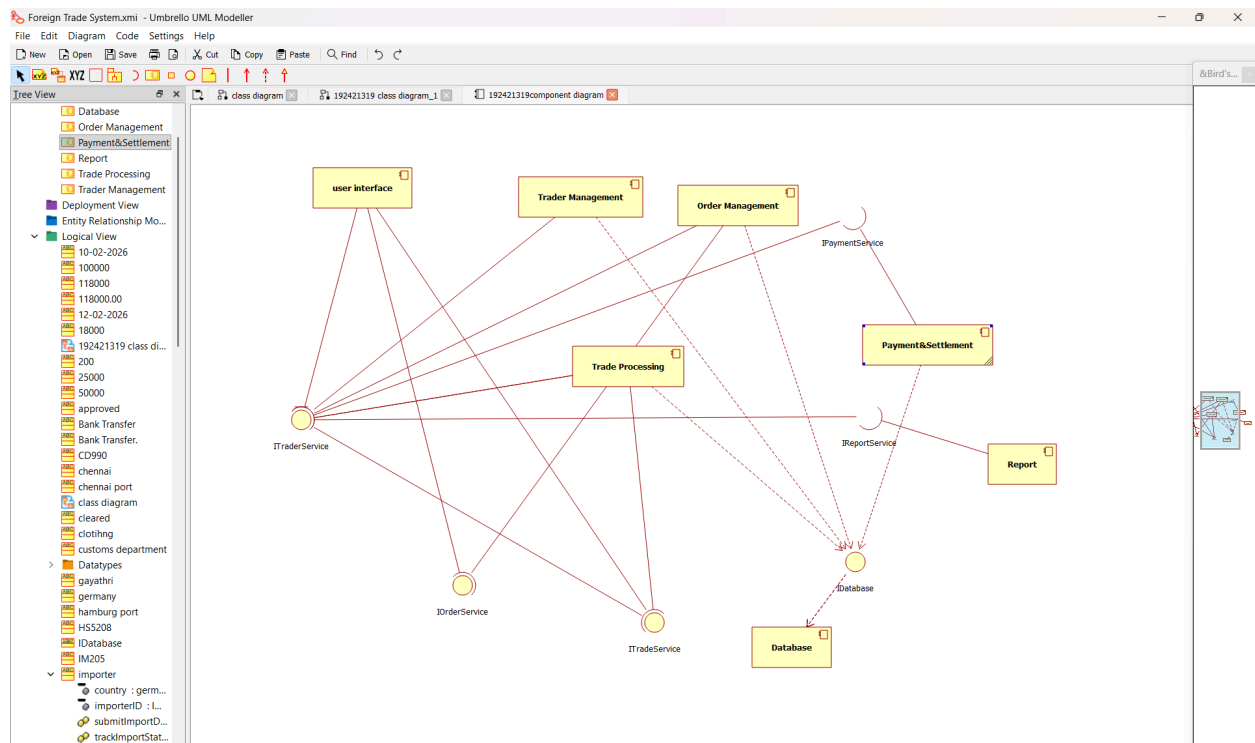 Foreign Trade System.xmi - Umbrello UML Modeller
File Edit Diagram Code Settings Help
New Open Save Cut Copy Paste Find
XYZ XYZ
&Bird's...
Tree View
class diagram 192421319 class diagram_1 192421319component diagram
Database
Order Management
Payment&Settlement
Report
Trade Processing
Trader Management
Deployment View
Entity Relationship Mo...
Logical View
10-02-2026
100000
118000
118000.00
12-02-2026
18000
192421319 class di...
200
25000
50000
approved
Bank Transfer
Bank Transfer.
CD990
chennai
chennai port
class diagram
cleared
clotihng
customs department
Datatypes
gayathri
germany
hamburg port
HS5208
IDatabase
IM205
importer
country : germ...
importerID : I...
submitImportD...
trackImportStat...
user interface
Trader Management
Order Management
IPaymentService
Payment&Settlement
Trade Processing
ITraderService
IReportService
Report
IOrderService
IDatabase
ITradeService
Database